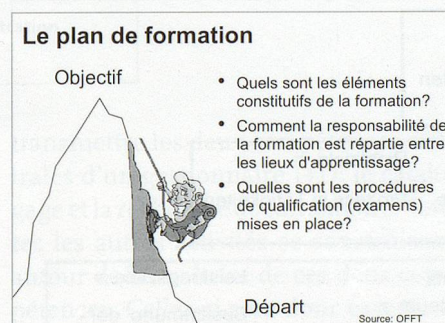 Le plan de formation
Objectif
• Quels sont les éléments
constitutifs de la formation?
• Comment la responsabilité de
la formation est répartie entre
les lieux d'apprentissage?
• Quelles sont les procédures
de qualification (examens)
mises en place?
Départ
Source: OFFT